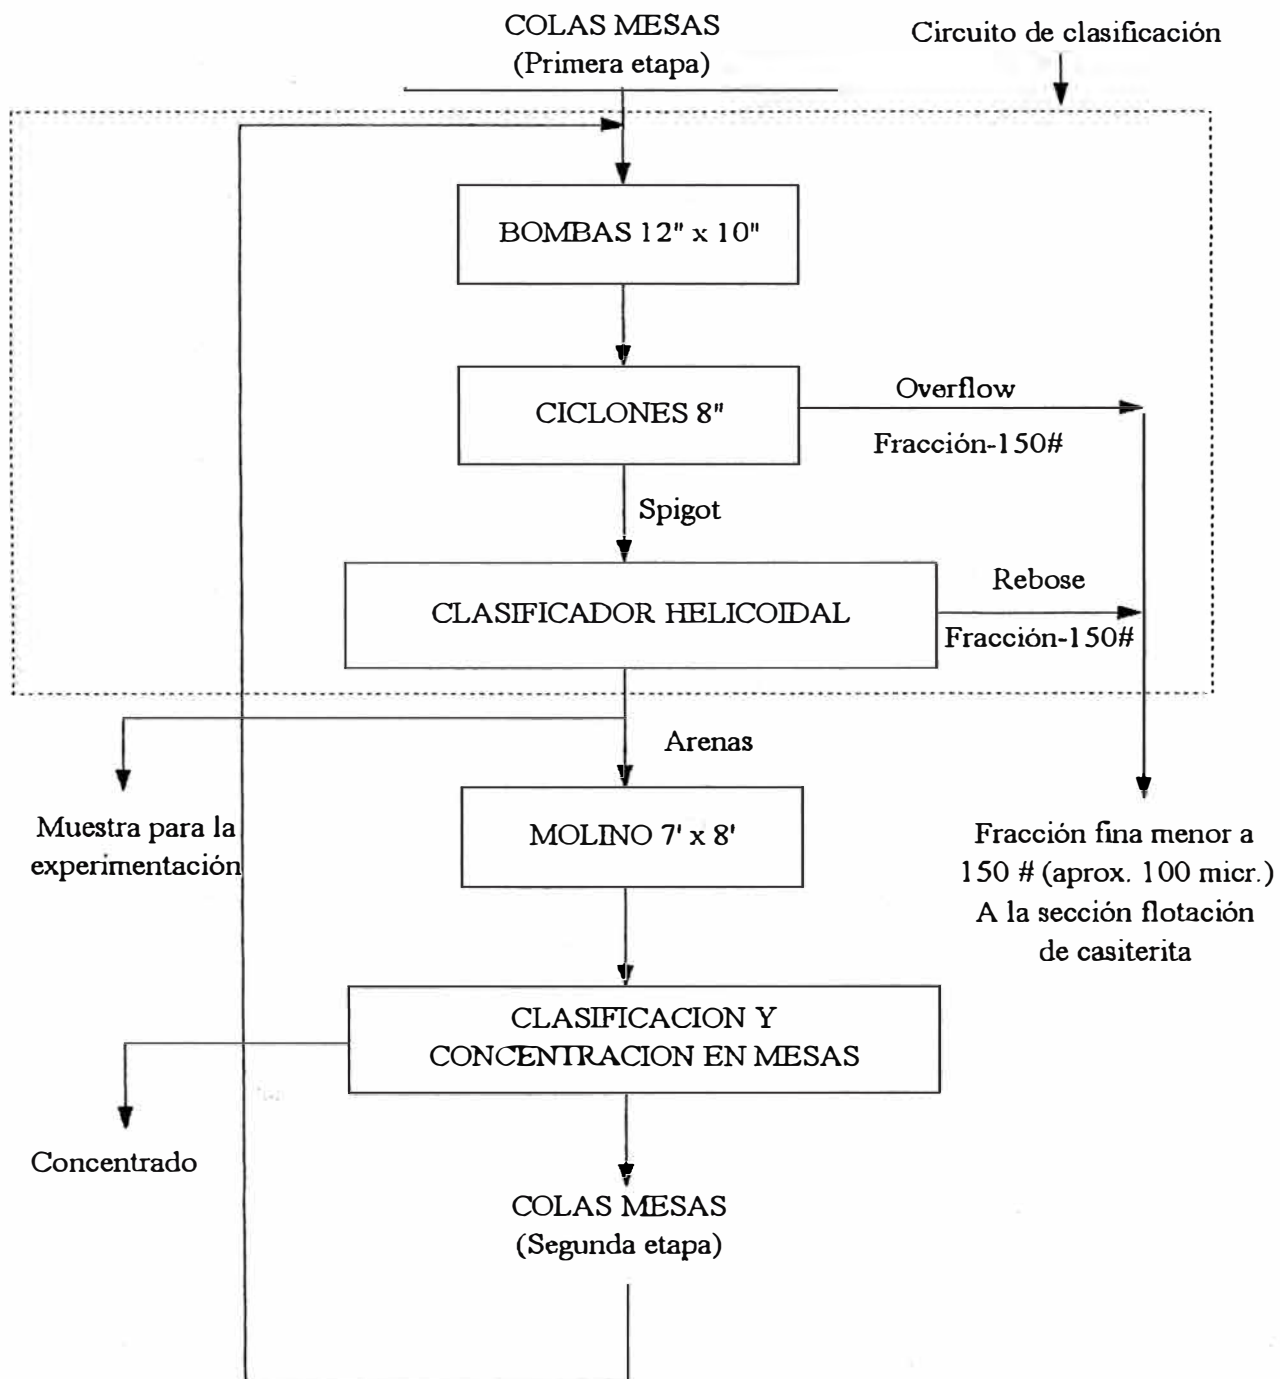 COLAS MESAS
(Primera etapa)
Circuito de clasificación
BOMBAS 12" x 10"
CICLONES 8"
Overflow
Fracción-150#
Spigot
CLASIFICADOR HELICOIDAL
Rebose
Fracción-150#
Arenas
Muestra para la
experimentación
MOLINO 7' x 8'
Fracción fina menor a
150 # (aprox. 100 micr.)
A la sección flotación
de casiterita
CLASIFICACION Y
CONCENTRACION EN MESAS
Concentrado
COLAS MESAS
(Segunda etapa)